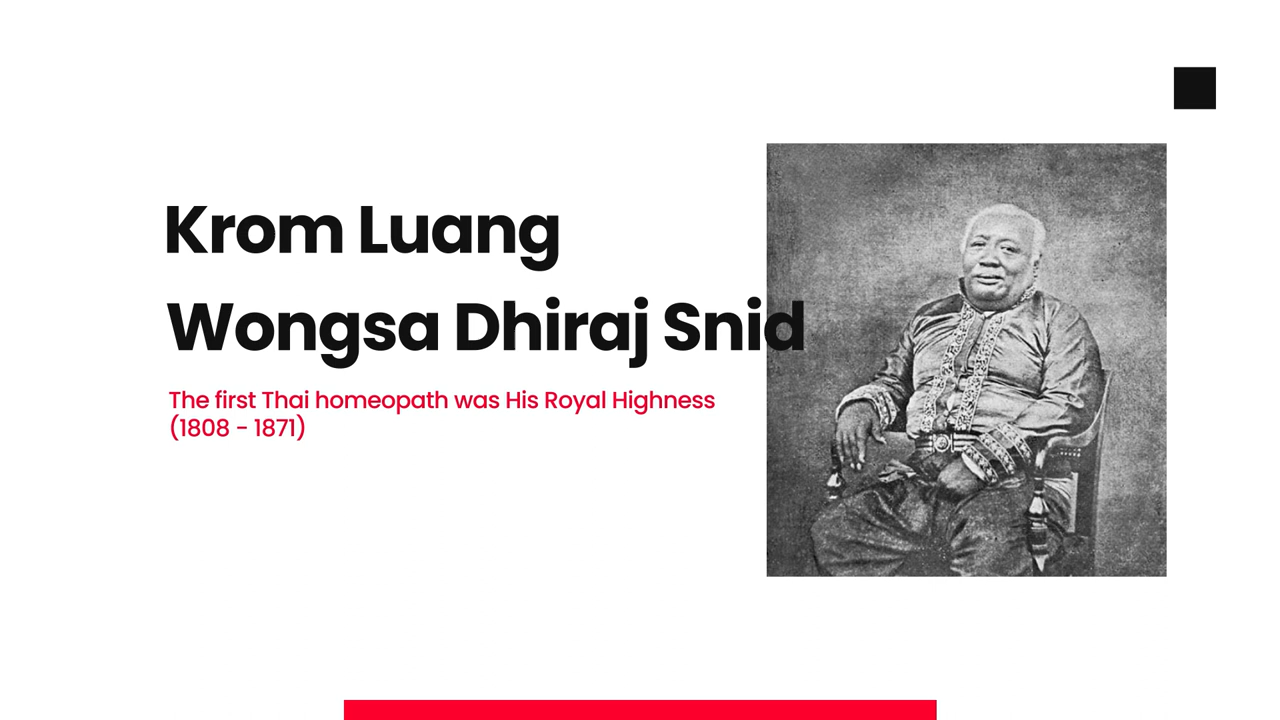 Krom Luang
Wongsa Dhiraj Snid
The first Thai homeopath was His Royal Highness
(1808 - 1871)